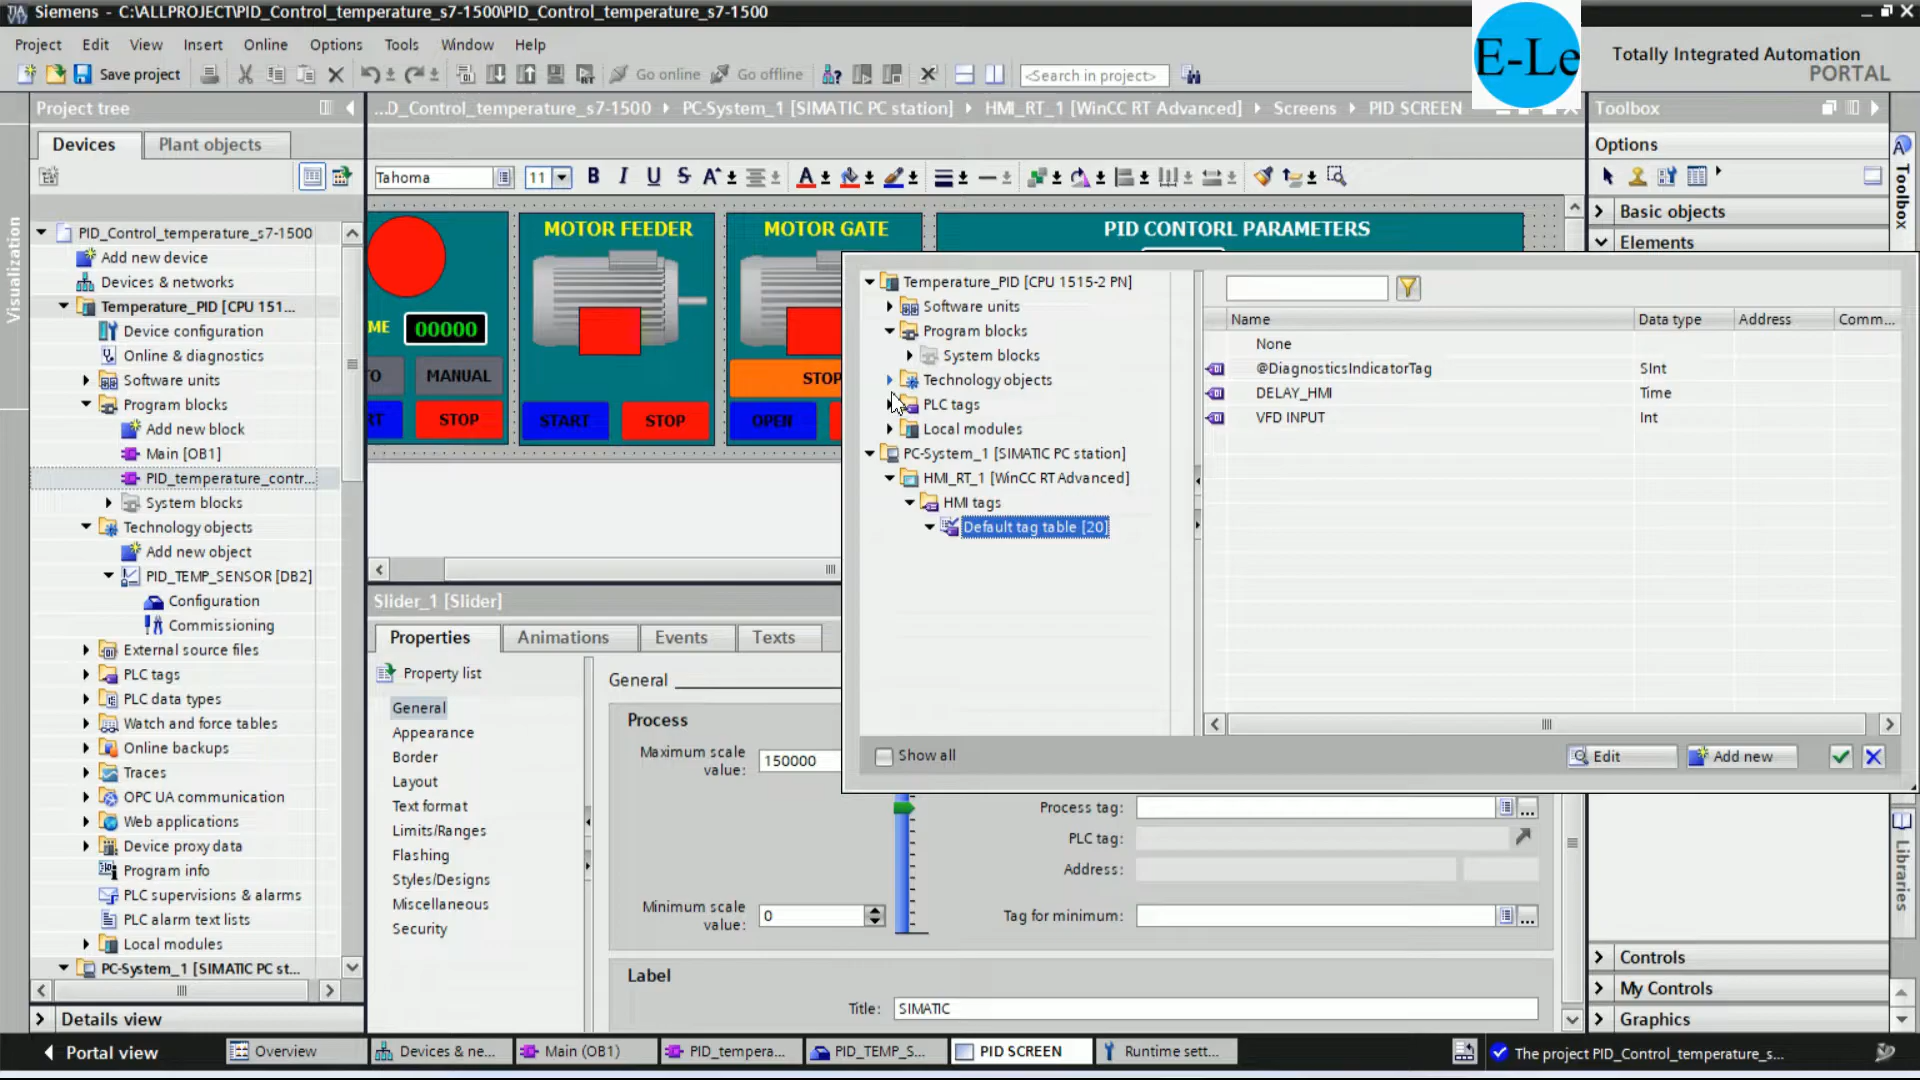 Siemens - C:\ALLPROJECT\PID_Control_temperature_s7-1500\PID_Control_temperature_s7-1500
Project Edit View Insert Online Options Tools Window Help
E-Le
Totally Integrated Automation
PORTAL
Save project
Go online
Go offline
<Search in project>
Project tree
...D_Control_temperature_s7-1500
PC-System_1 [SIMATIC PC station]
HMI_RT_1 [WinCC RT Advanced]
Screens
PID SCREEN
Toolbox
Devices
Plant objects
Options
Tahoma
11
B I U S A
Basic objects
Elements
Visualization
Toolbox
PID_Control_temperature_s7-1500
Add new device
Devices & networks
Temperature_PID [CPU 151...
Device configuration
Online & diagnostics
Software units
Program blocks
Add new block
Main [OB1]
PID_temperature_contr...
System blocks
Technology objects
Add new object
PID_TEMP_SENSOR [DB2]
Configuration
Commissioning
External source files
PLC tags
PLC data types
Watch and force tables
Online backups
Traces
OPC UA communication
Web applications
Device proxy data
Program info
PLC supervisions & alarms
PLC alarm text lists
Local modules
PC-System_1 [SIMATIC PC st...
Details view
MOTOR FEEDER
MOTOR GATE
PID CONTORL PARAMETERS
ME
00000
TO
MANUAL
STOP
RT
STOP
START
STOP
OPEN
Temperature_PID [CPU 1515-2 PN]
Software units
Program blocks
System blocks
Technology objects
PLC tags
Local modules
PC-System_1 [SIMATIC PC station]
HMI_RT_1 [WinCC RT Advanced]
HMI tags
Default tag table [20]
Name Data type Address Comm...
None
@DiagnosticsIndicatorTag SInt
DELAY_HMI Time
VFD INPUT Int
Show all
Edit
Add new
Slider_1 [Slider]
Properties
Animations
Events
Texts
Property list
General
Appearance
Border
Layout
Text format
Limits/Ranges
Flashing
Styles/Designs
Miscellaneous
Security
General
Process
Maximum scale
value:
150000
Process tag:
PLC tag:
Address:
Minimum scale
value:
0
Tag for minimum:
Label
Title:
SIMATIC
Libraries
Controls
My Controls
Graphics
Portal view
Overview
Devices & ne...
Main (OB1)
PID_tempera...
PID_TEMP_S...
PID SCREEN
Runtime sett...
The project PID_Control_temperature_s...